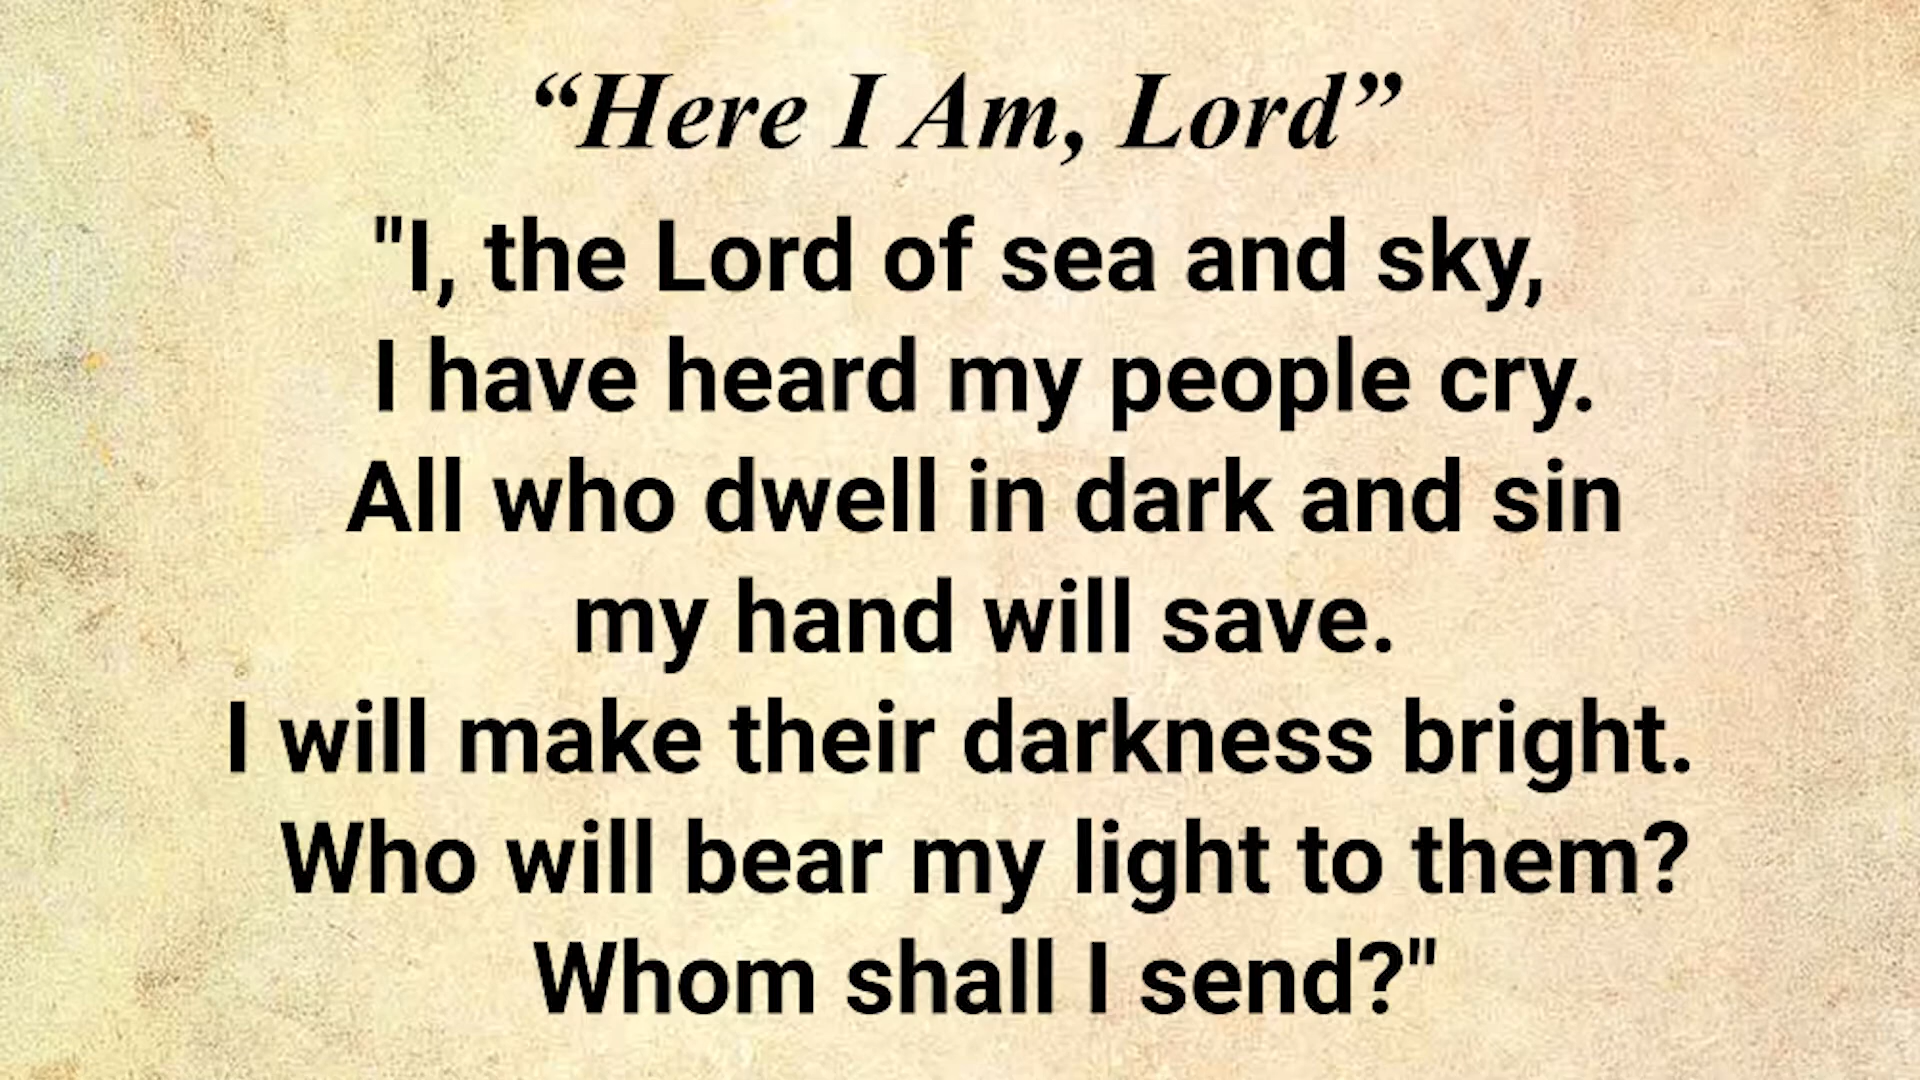 “Here I Am, Lord”
"I, the Lord of sea and sky,
I have heard my people cry.
All who dwell in dark and sin
my hand will save.
I will make their darkness bright.
Who will bear my light to them?
Whom shall I send?"